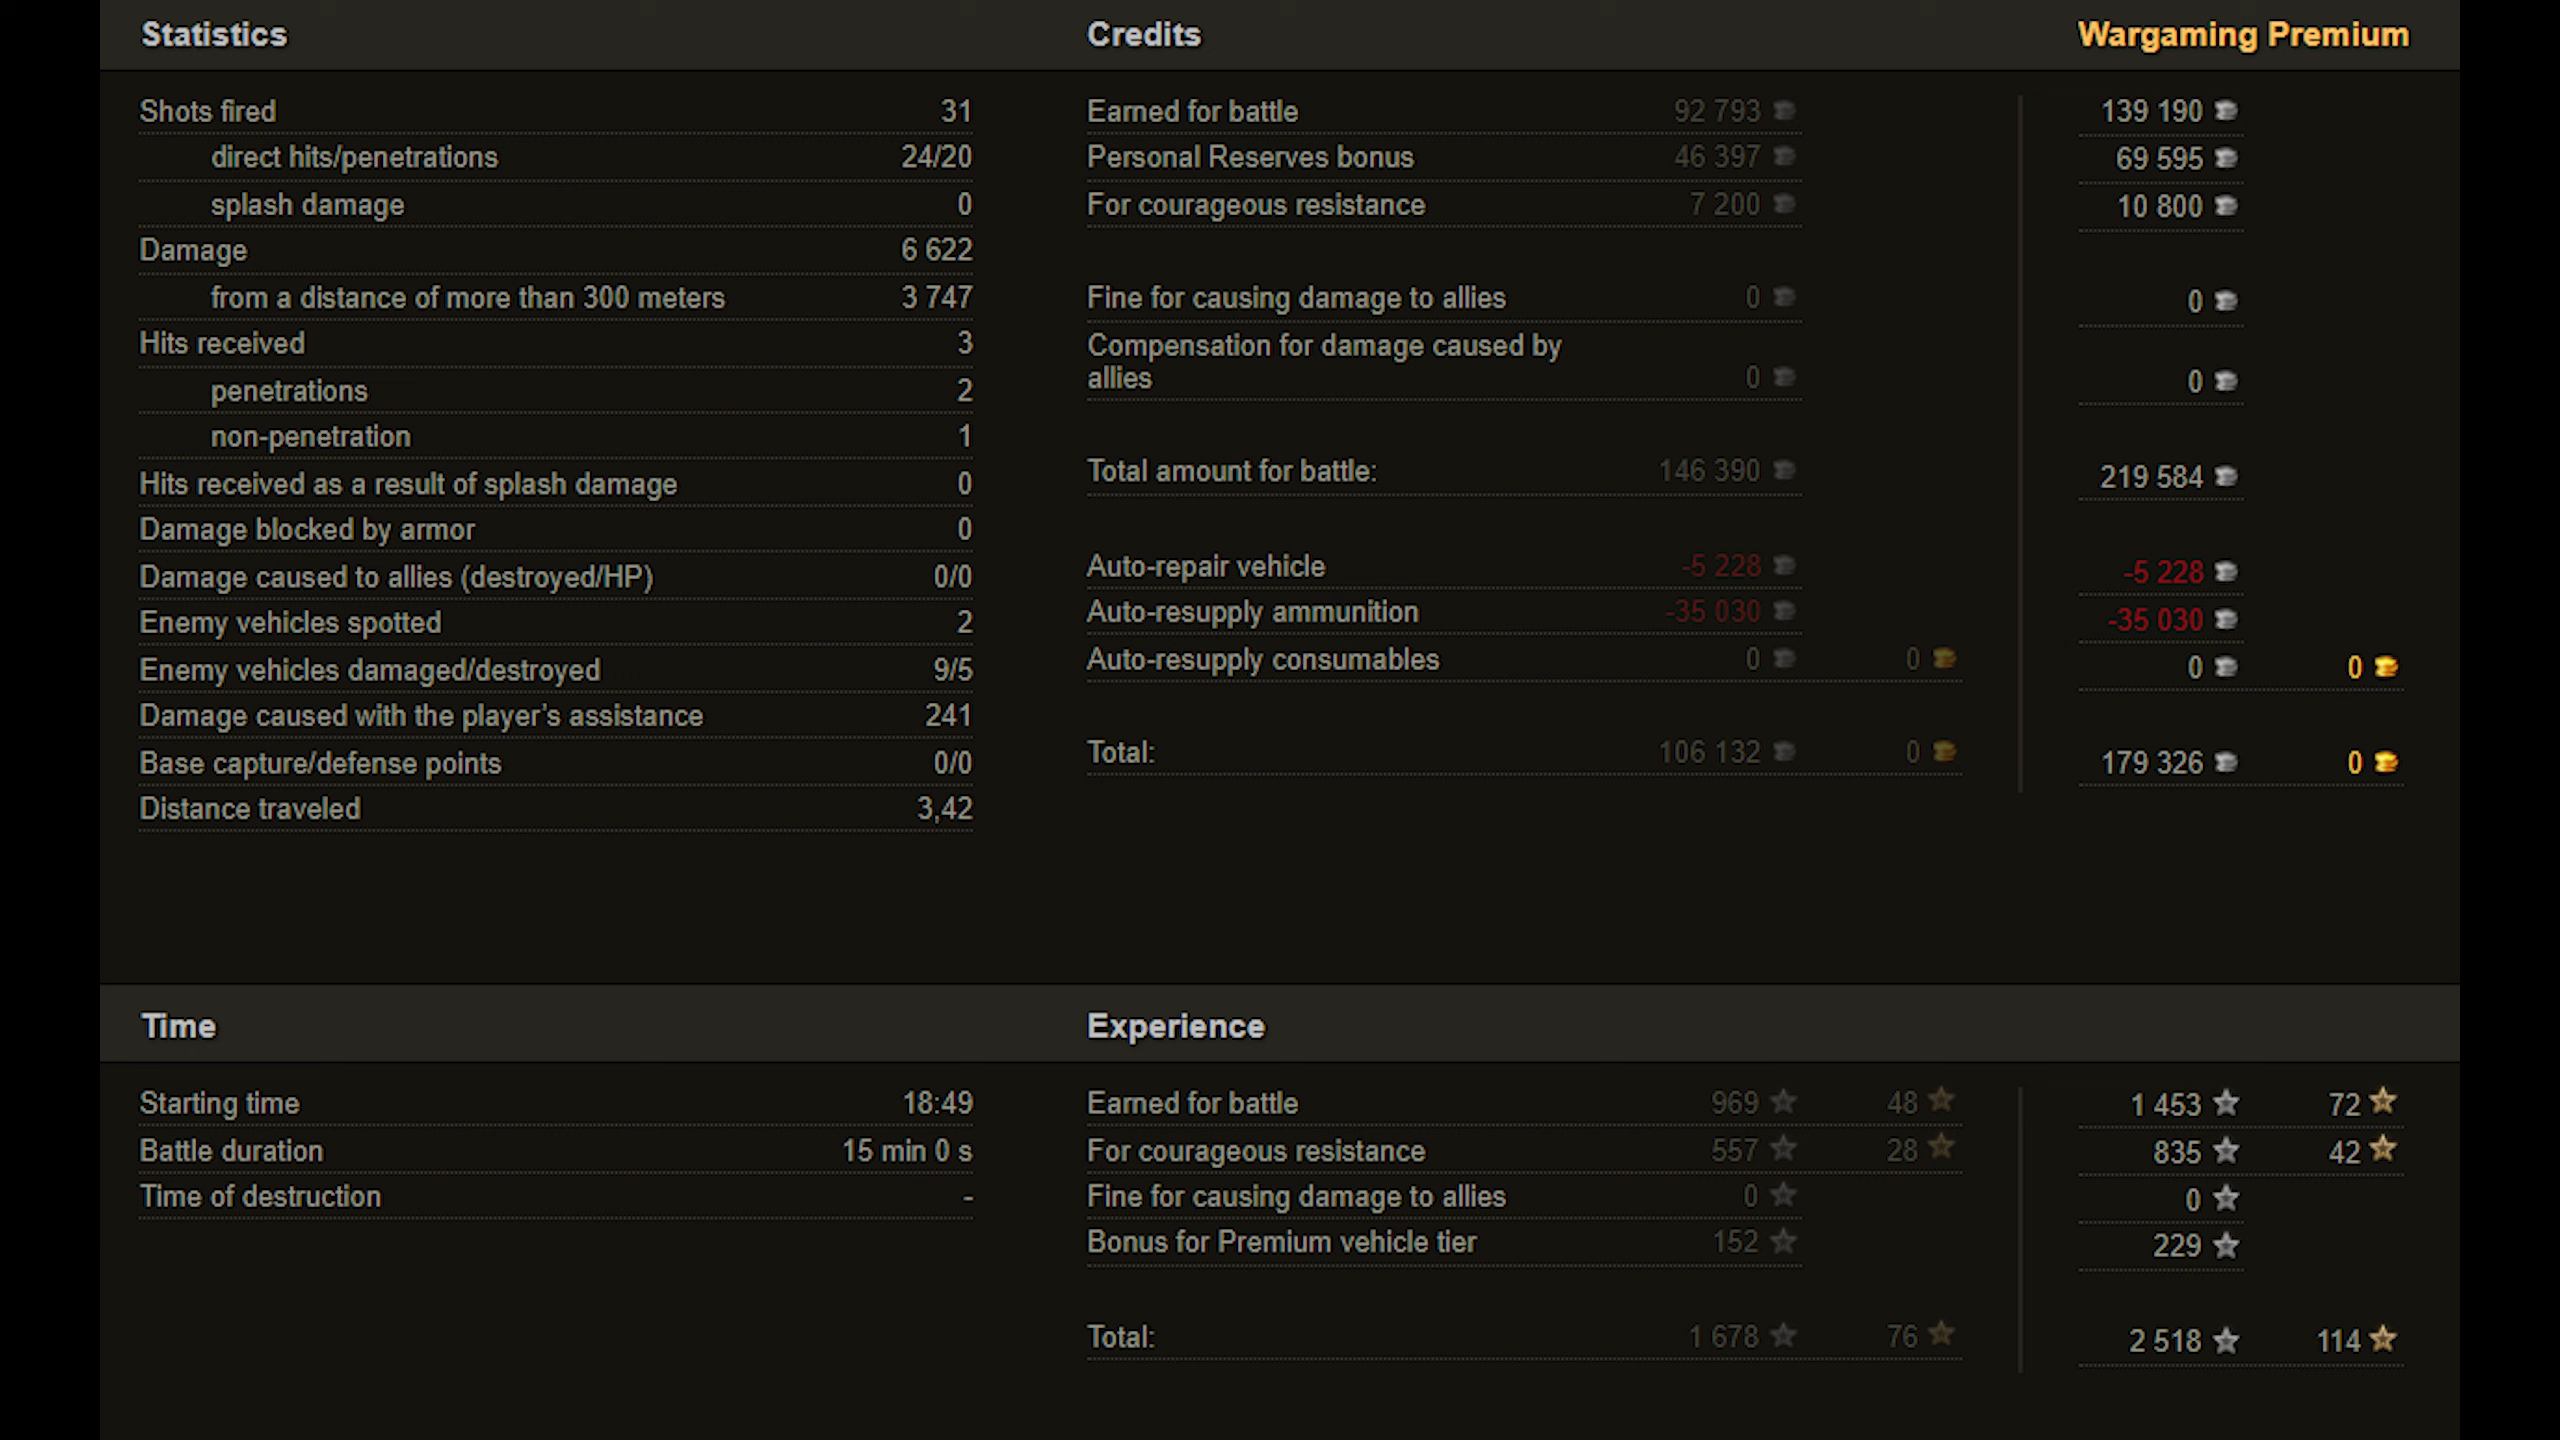 Statistics
Shots fired 31
direct hits/penetrations 24/20
splash damage 0
Damage 6 622
from a distance of more than 300 meters 3 747
Hits received 3
penetrations 2
non-penetration 1
Hits received as a result of splash damage 0
Damage blocked by armor 0
Damage caused to allies (destroyed/HP) 0/0
Enemy vehicles spotted 2
Enemy vehicles damaged/destroyed 9/5
Damage caused with the player's assistance 241
Base capture/defense points 0/0
Distance traveled 3,42
Credits Wargaming Premium
Earned for battle 92 793 139 190
Personal Reserves bonus 46 397 69 595
For courageous resistance 7 200 10 800
Fine for causing damage to allies 0 0
Compensation for damage caused by
allies 0 0
Total amount for battle: 146 390 219 584
Auto-repair vehicle -5 228 -5 228
Auto-resupply ammunition -35 030 -35 030
Auto-resupply consumables 0 0 0 0
Total: 106 132 0 179 326 0
Time
Starting time 18:49
Battle duration 15 min 0 s
Time of destruction -
Experience
Earned for battle 969 48 1 453 72
For courageous resistance 557 28 835 42
Fine for causing damage to allies 0 0
Bonus for Premium vehicle tier 152 229
Total: 1 678 76 2 518 114